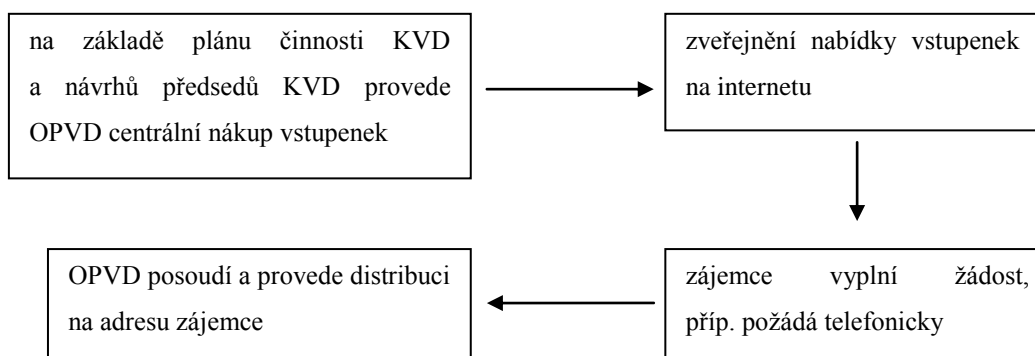 na základě plánu činnosti KVD
a návrhů předsedů KVD provede
OPVD centrální nákup vstupenek
zveřejnění nabídky vstupenek
na internetu
zájemce vyplní žádost,
příp. požádá telefonicky
OPVD posoudí a provede distribuci
na adresu zájemce